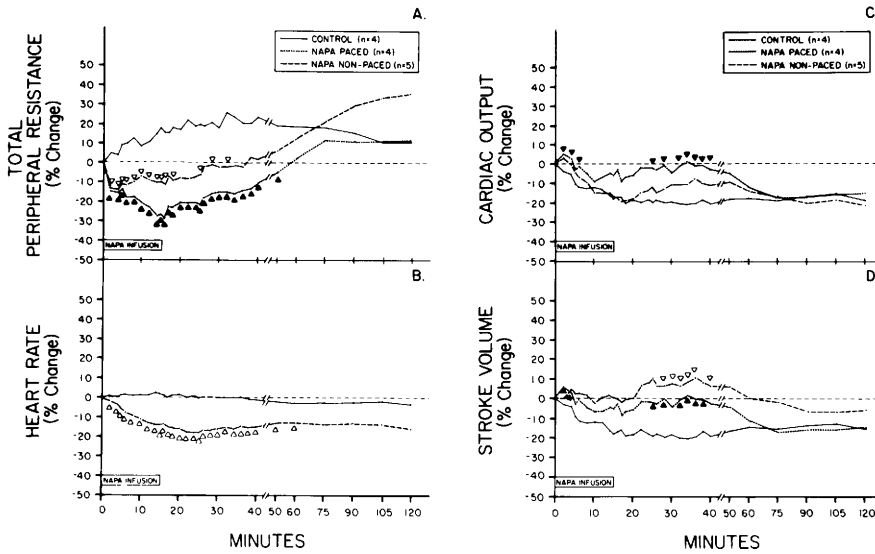 A.
CONTROL (n=4)
NAPA PACED (n=4)
NAPA NON-PACED (n=5)
TOTAL
PERIPHERAL RESISTANCE
(% Change)
50
40
30
20
10
0
-10
-20
-30
-40
-50
NAPA INFUSION
B.
HEART RATE
(% Change)
50
40
30
20
10
0
-10
-20
-30
-40
-50
NAPA INFUSION
0 10 20 30 40 50 60 75 90 105 120
MINUTES
C
CONTROL (n=4)
NAPA PACED (n=4)
NAPA NON-PACED (n=5)
CARDIAC OUTPUT
(% Change)
50
40
30
20
10
0
-10
-20
-30
-40
-50
NAPA INFUSION
D.
STROKE VOLUME
(% Change)
50
40
30
20
10
0
-10
-20
-30
-40
-50
NAPA INFUSION
0 10 20 30 40 50 60 75 90 105 120
MINUTES